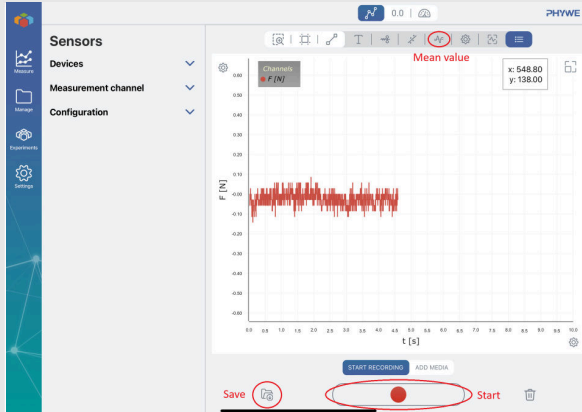 0.0
PHYWE
Measure
Manage
Experiments
Settings
Sensors
Devices
Measurement channel
Configuration
T
Mean value
Channels
F [N]
x: 548.80
y: 138.00
0.60
0.50
0.40
0.30
0.20
0.10
-0.00
-0.10
-0.20
-0.30
-0.40
-0.50
-0.60
F [N]
0.0 0.5 1.0 1.5 2.0 2.5 3.0 3.5 4.0 4.5 5.0 5.5 6.0 6.5 7.0 7.5 8.0 8.5 9.0 9.5 10.0
t [s]
START RECORDING ADD MEDIA
Save
Start